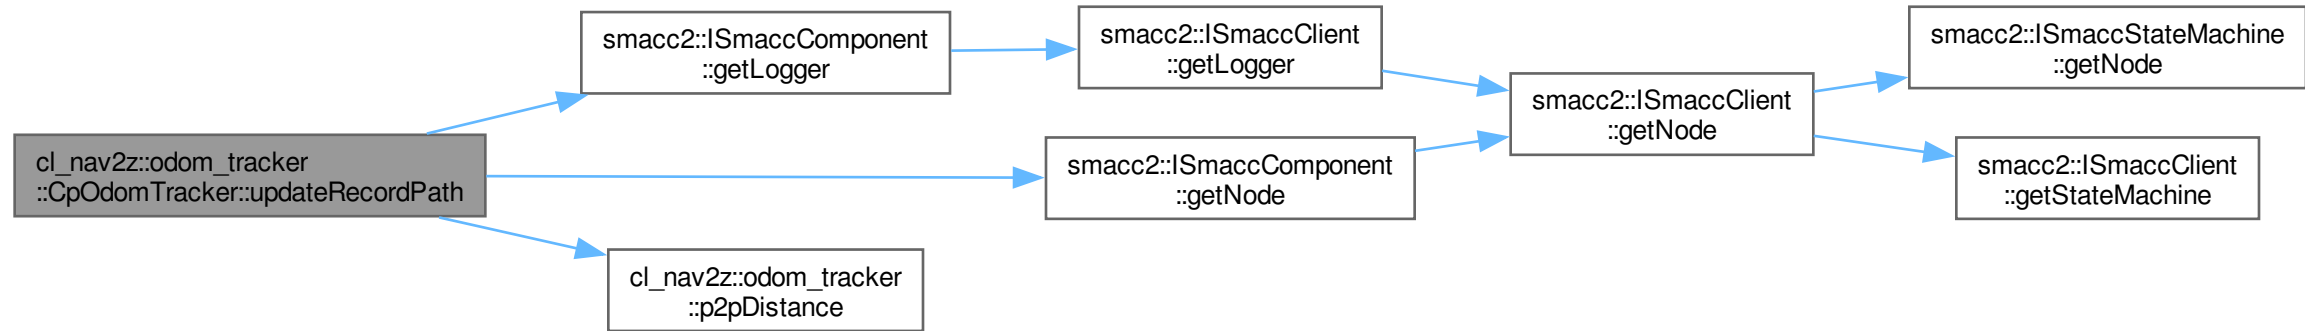 cl_nav2z::odom_tracker
::CpOdomTracker::updateRecordPath
smacc2::ISmaccComponent
::getLogger
smacc2::ISmaccClient
::getLogger
smacc2::ISmaccComponent
::getNode
smacc2::ISmaccClient
::getNode
smacc2::ISmaccStateMachine
::getNode
smacc2::ISmaccClient
::getStateMachine
cl_nav2z::odom_tracker
::p2pDistance